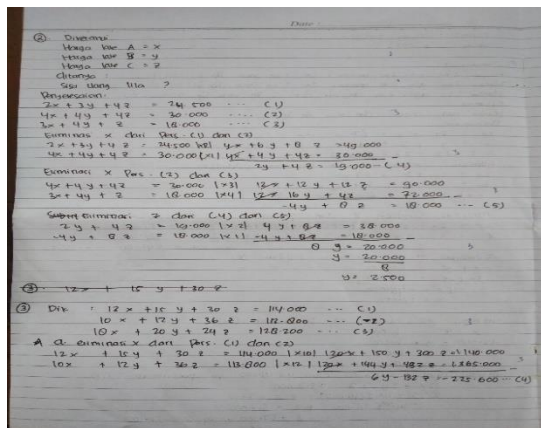 Date :
② Diketahui
Harga kue A = x
Harga kue B = y
Harga kue C = z
ditanya
Sisa uang lila ?
Penyelesaian :
2x + 3y + 4z = 24.500 .... (1)
4x + 4y + 4z = 30.000 .... (2)
3x + 4y + z = 18.000 .... (3)
Eliminasi x dari Pers. (1) dan (2)
2x + 3y + 4z = 24.500 |x2| 4x + 6y + 8z = 49.000
4x + 4y + 4z = 30.000 |x1| 4x + 4y + 4z = 30.000 -
2y + 4z = 19.000 - (4)
Eliminasi x Pers. (2) dan (3)
4x + 4y + 4z = 30.000 |x3| 12x + 12y + 12z = 90.000
3x + 4y + z = 18.000 |x4| 12x 16y + 4z = 72.000 -
-4y + 8z = 18.000 ... (5)
Eliminasi z dari (4) dan (5)
2y + 4z = 19.000 |x2| 4y + 8z = 38.000
-4y + 8z = 18.000 |x1| -4y + 8z = 18.000 -
8 y = 20.000
y = 20.000
8
y = 2.500
③ 12x + 15 y + 30 z
③ Dik : 12x + 15y + 30z = 114.000 ... (1)
10x + 12y + 36z = 113.800 ... (2)
18x + 20y + 24z = 128.200 ... (3)
a eliminasi x dari Pers. (1) dan (2)
12x + 15y + 30z = 114.000 |x10| 120x + 150y + 300z = 1.140.000
10x + 12y + 36z = 113.800 |x12| 120x + 144y + 432z = 1.365.600 -
6y - 132z = -225.600 - (4)